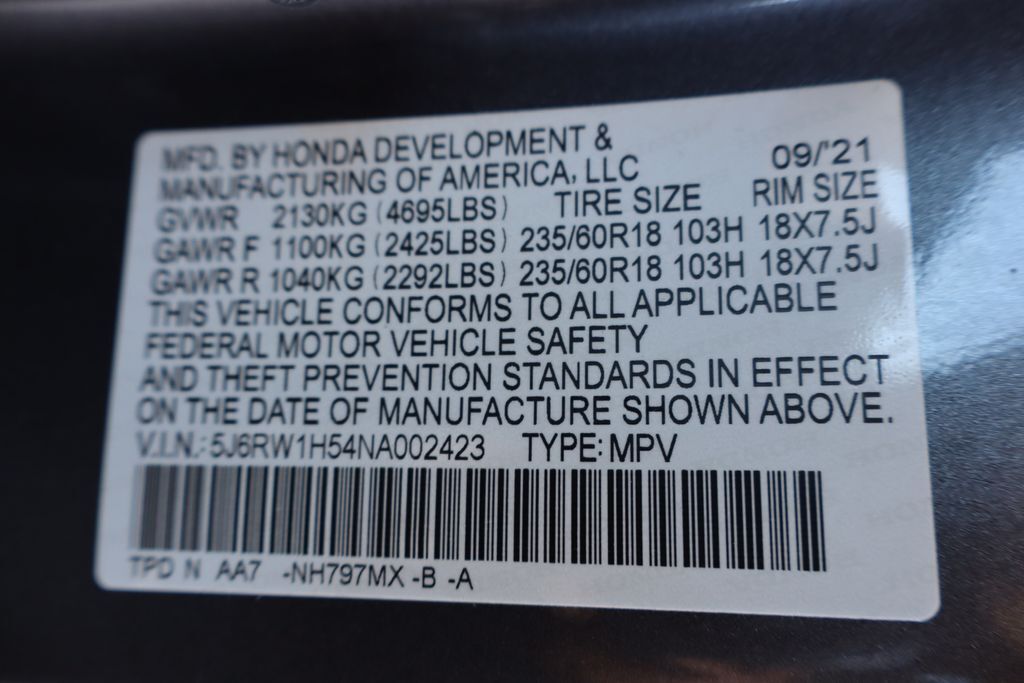 MFD. BY HONDA DEVELOPMENT &
MANUFACTURING OF AMERICA, LLC 09/'21
GVWR 2130KG (4695LBS) TIRE SIZE RIM SIZE
GAWR F 1100KG (2425LBS) 235/60R18 103H 18X7.5J
GAWR R 1040KG (2292LBS) 235/60R18 103H 18X7.5J
THIS VEHICLE CONFORMS TO ALL APPLICABLE
FEDERAL MOTOR VEHICLE SAFETY
AND THEFT PREVENTION STANDARDS IN EFFECT
ON THE DATE OF MANUFACTURE SHOWN ABOVE.
V.I.N.: 5J6RW1H54NA002423 TYPE: MPV
TPD N AA7 -NH797MX -B -A